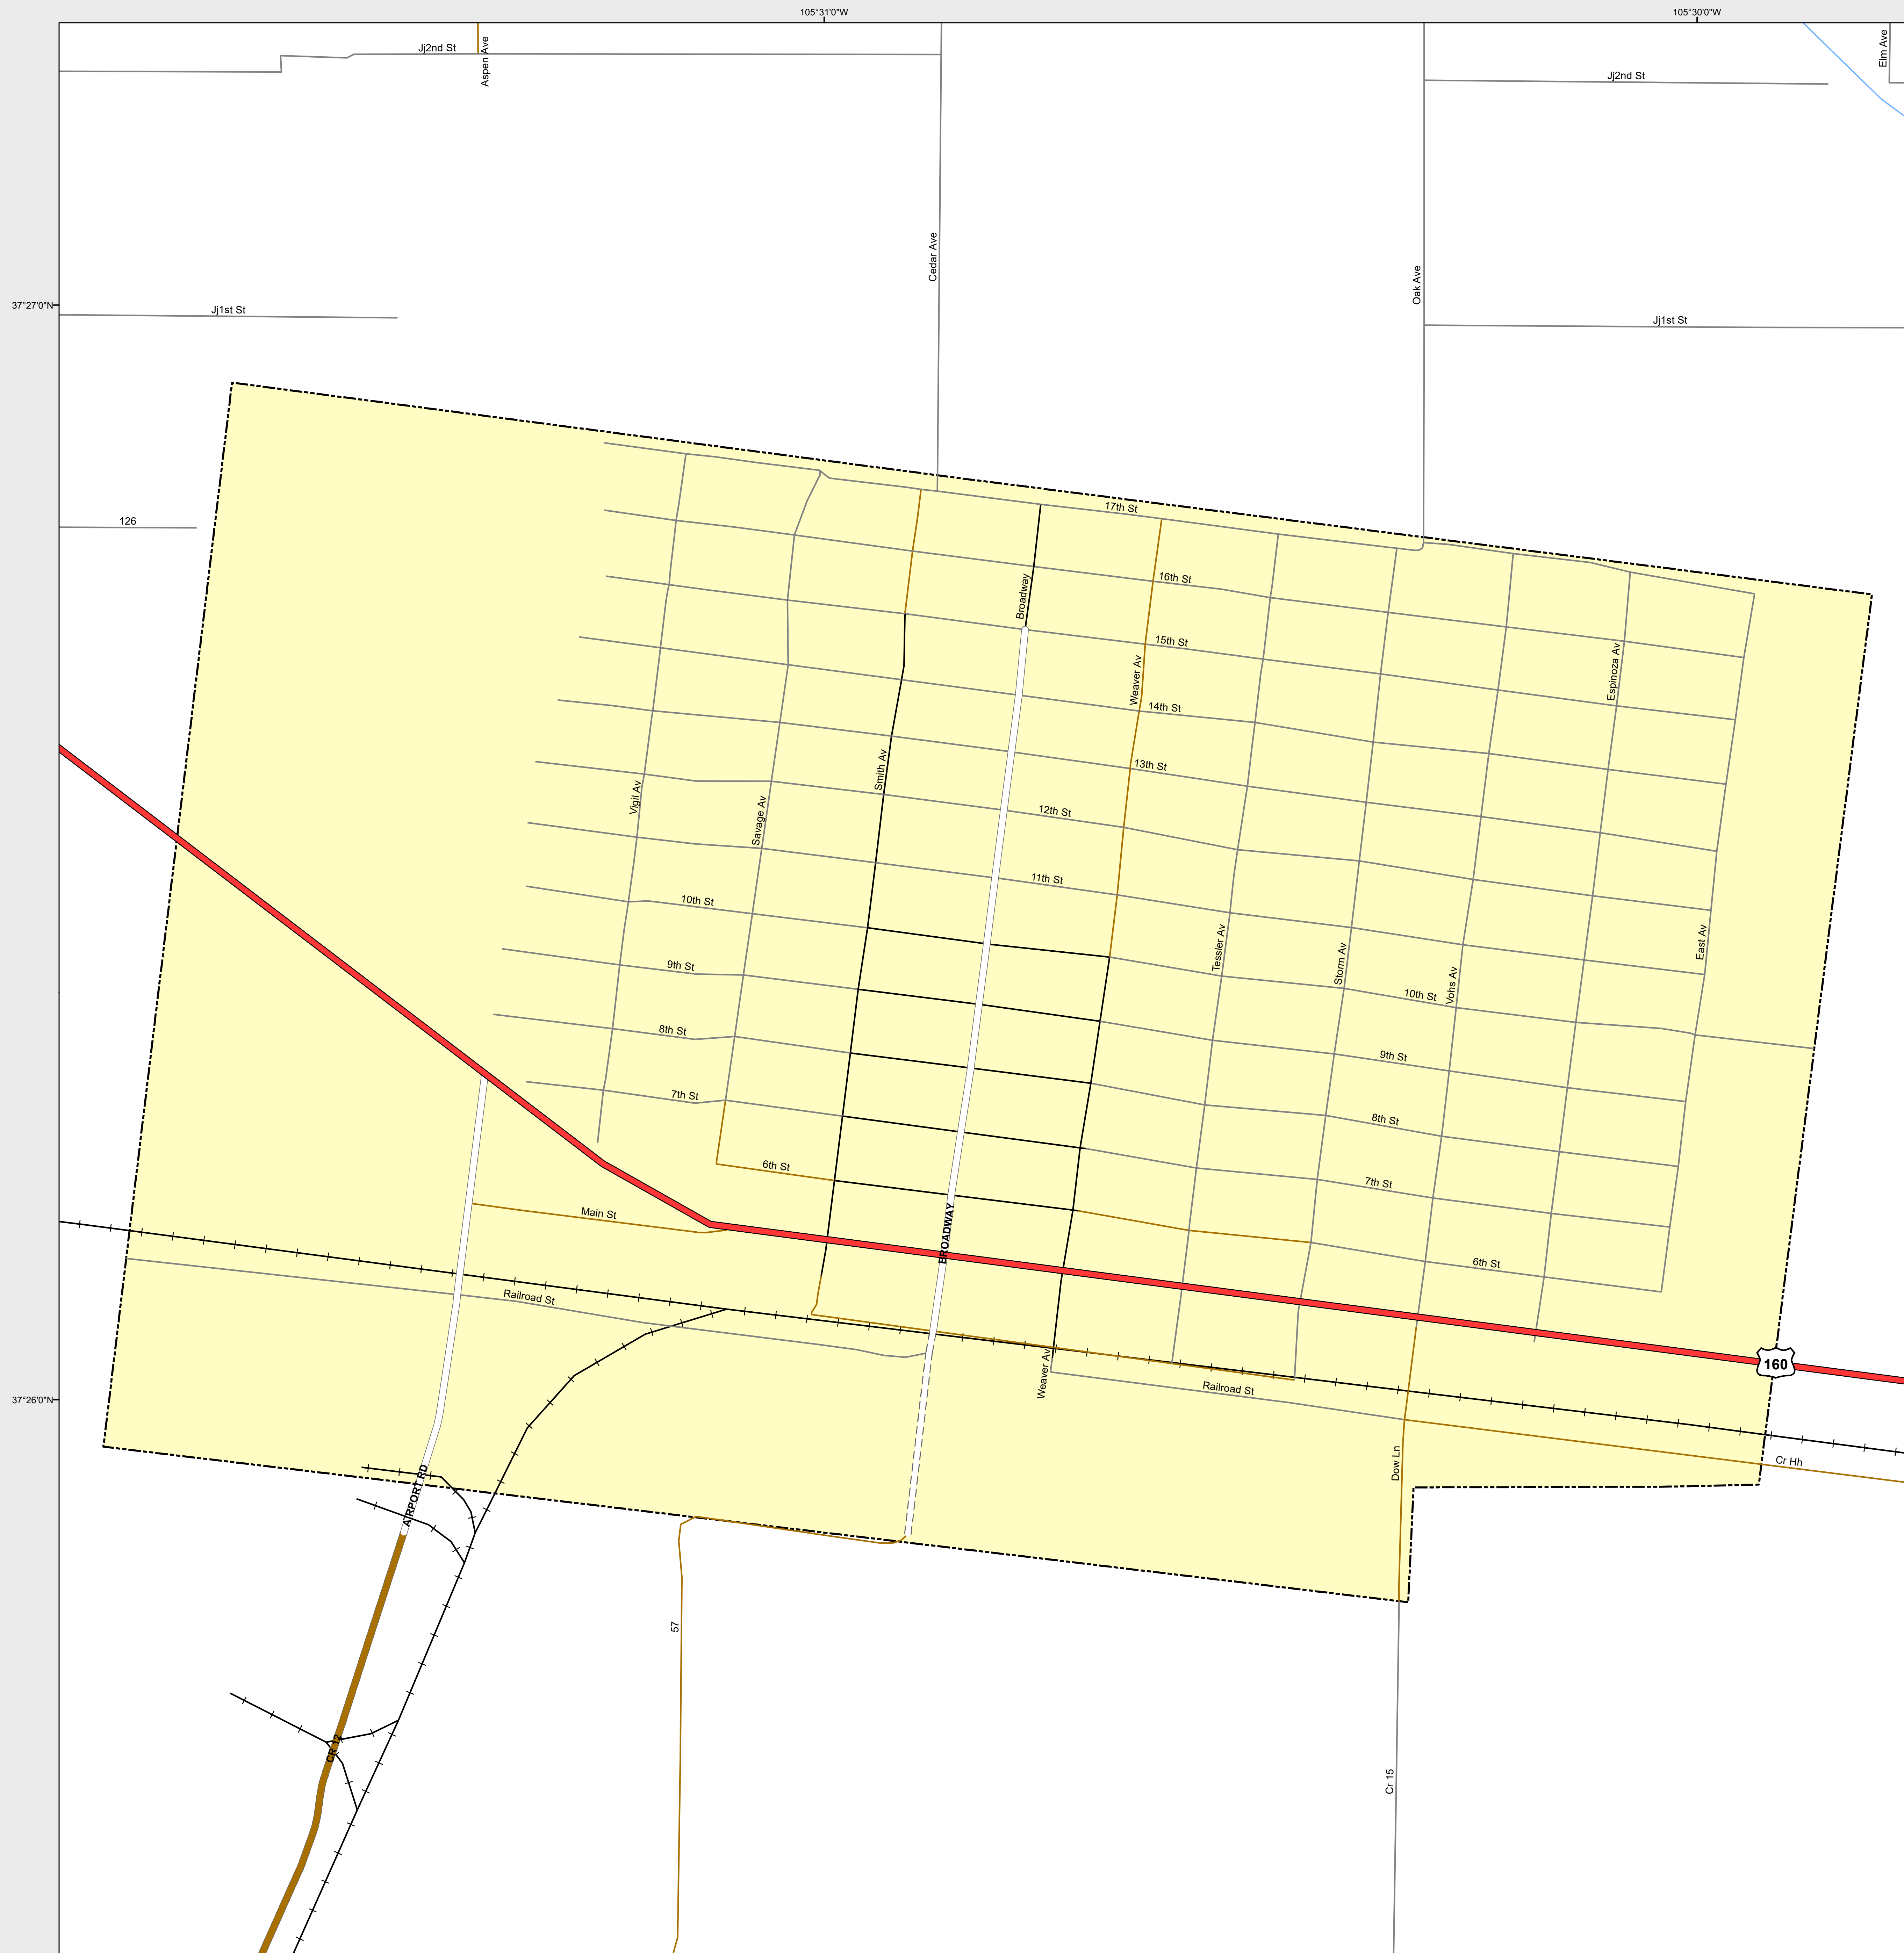 105°31'0"W
105°30'0"W
Jj2nd St
Aspen Ave
Elm Ave
Jj2nd St
Cedar Ave
Oak Ave
37°27'0"N
Jj1st St
Jj1st St
126
17th St
16th St
Broadway
15th St
Weaver Av
Espinoza Av
14th St
13th St
Smith Av
Vigil Av
Savage Av
12th St
11th St
10th St
Tessler Av
Storm Av
East Av
9th St
Vohs Av
10th St
8th St
9th St
7th St
8th St
6th St
7th St
Main St
BROADWAY
6th St
Railroad St
160
Weaver Av
Railroad St
37°26'0"N
Dow Ln
Cr Hh
AIRPORT RD
57
CR 12
Cr 15